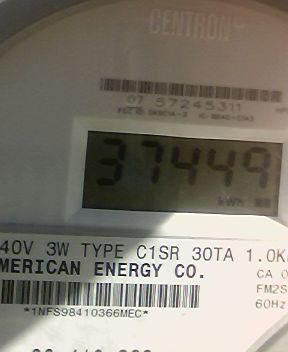 CENTRON®
07 57245311
37449
kWh
40V 3W TYPE C1SR 30TA 1.0K
MERICAN ENERGY CO.
CA 0
FM2S
60Hz
*1NFS98410366MEC*